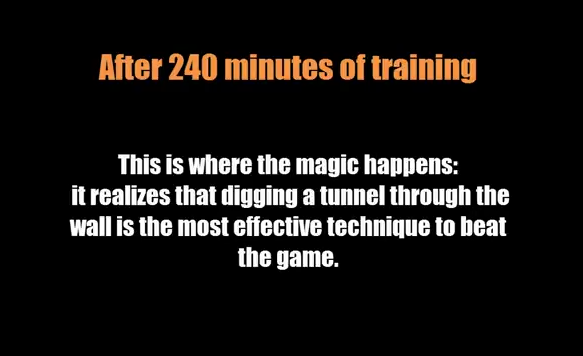 After 240 minutes of training
This is where the magic happens:
it realizes that digging a tunnel through the
wall is the most effective technique to beat
the game.